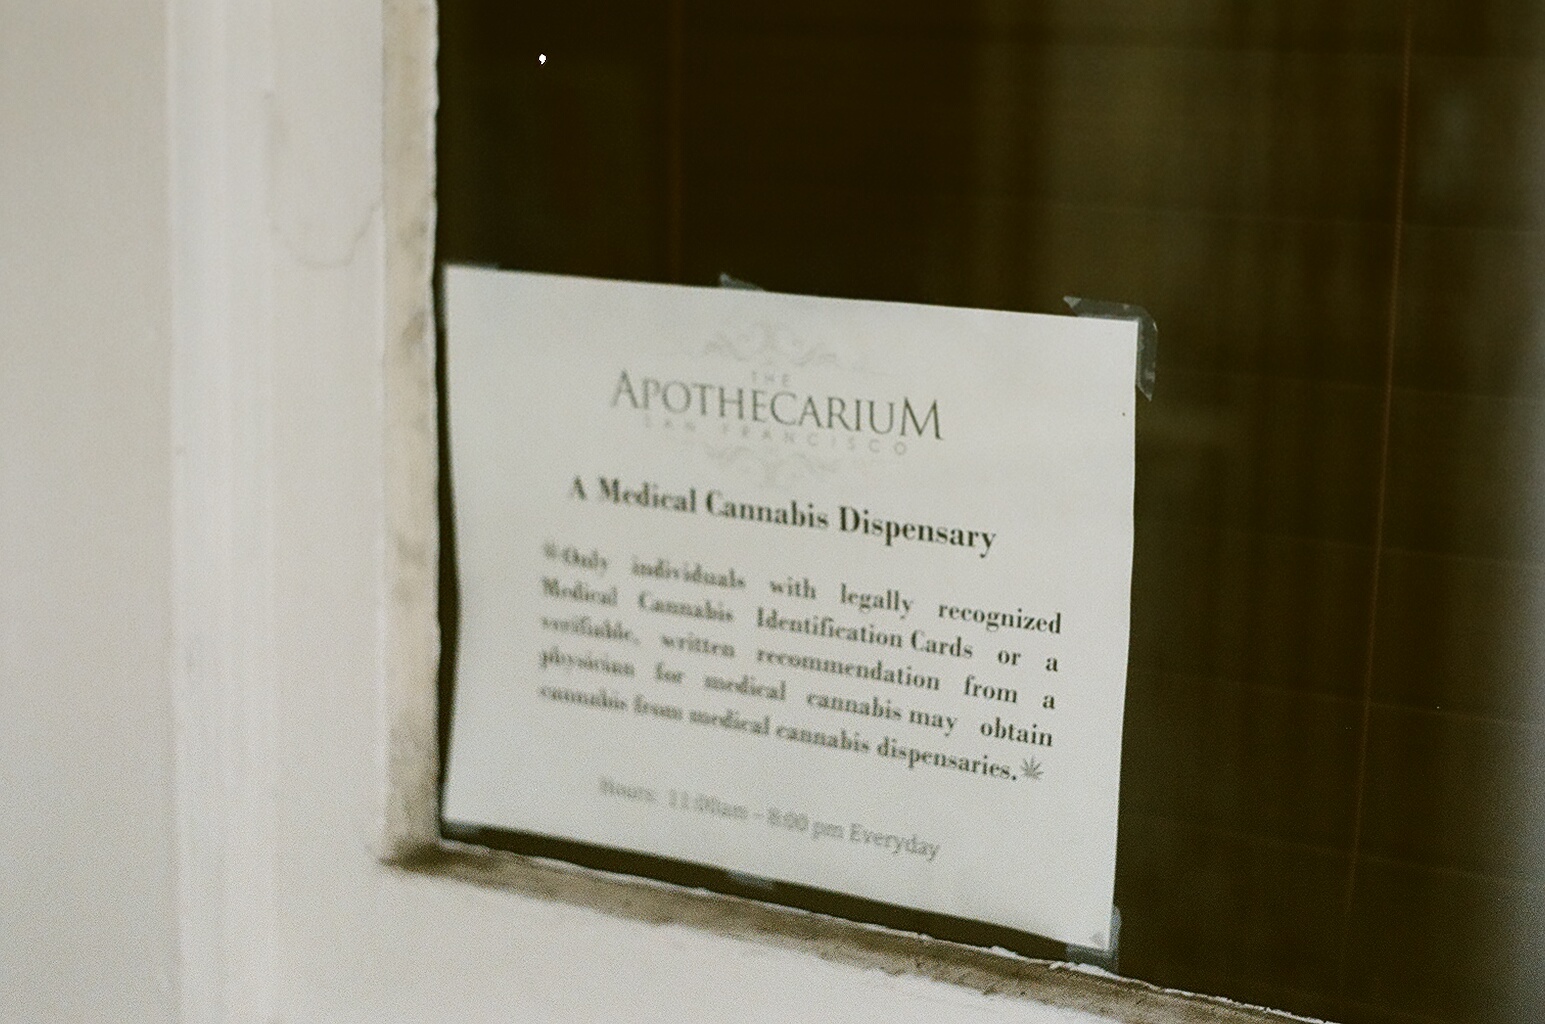 THE
APOTHECARIUM
SAN FRANCISCO
A Medical Cannabis Dispensary
Only individuals with legally recognized
Medical Cannabis Identification Cards or a
verifiable, written recommendation from a
physician for medical cannabis may obtain
cannabis from medical cannabis dispensaries.
Hours: 11:00am - 8:00 pm Everyday